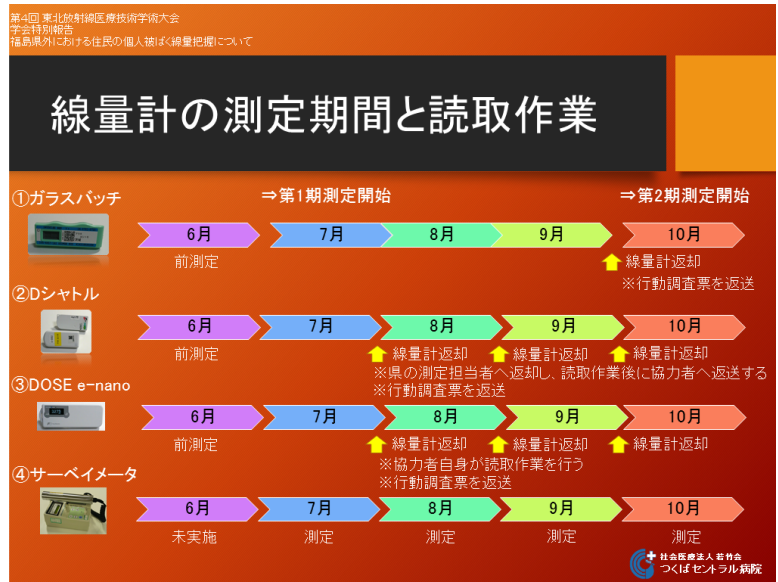 第4回 東北放射線医療技術学術大会
学会特別報告
福島県外における住民の個人被ばく線量把握について
線量計の測定期間と読取作業
①ガラスバッチ
⇒第1期測定開始
⇒第2期測定開始
6月
7月
8月
9月
10月
前測定
線量計返却
※行動調査票を返送
②Dシャトル
6月
7月
8月
9月
10月
前測定
線量計返却
線量計返却
線量計返却
※県の測定担当者へ返却し、読取作業後に協力者へ返送する
※行動調査票を返送
③DOSE e-nano
6月
7月
8月
9月
10月
前測定
線量計返却
線量計返却
線量計返却
※協力者自身が読取作業を行う
※行動調査票を返送
④サーベイメータ
6月
7月
8月
9月
10月
未実施
測定
測定
測定
測定
社会医療法人 若竹会
つくばセントラル病院